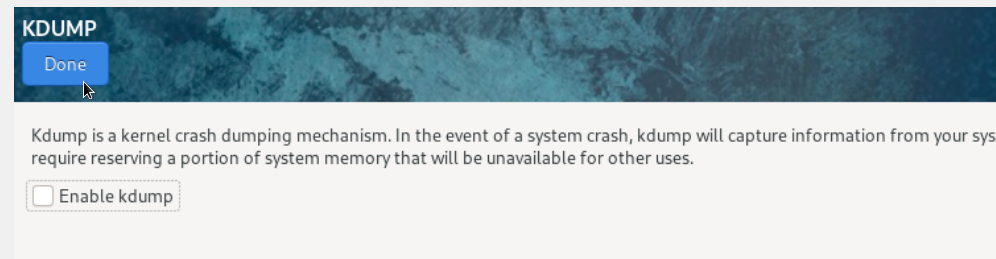 KDUMP
Done
Kdump is a kernel crash dumping mechanism. In the event of a system crash, kdump will capture information from your sys
require reserving a portion of system memory that will be unavailable for other uses.
Enable kdump